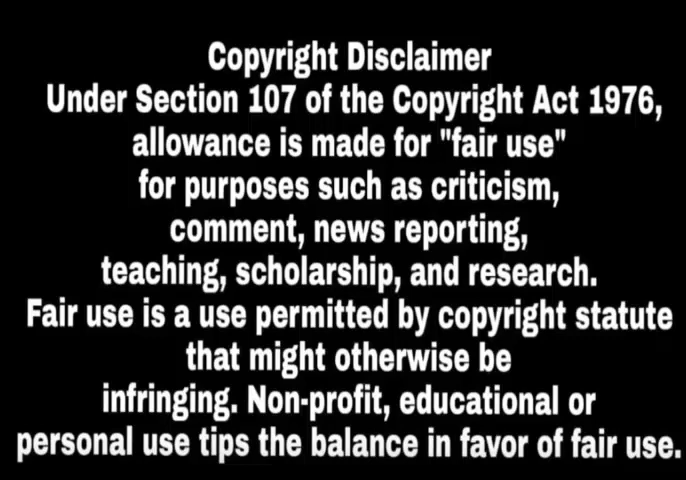 Copyright Disclaimer
Under Section 107 of the Copyright Act 1976,
allowance is made for "fair use"
for purposes such as criticism,
comment, news reporting,
teaching, scholarship, and research.
Fair use is a use permitted by copyright statute
that might otherwise be
infringing. Non-profit, educational or
personal use tips the balance in favor of fair use.